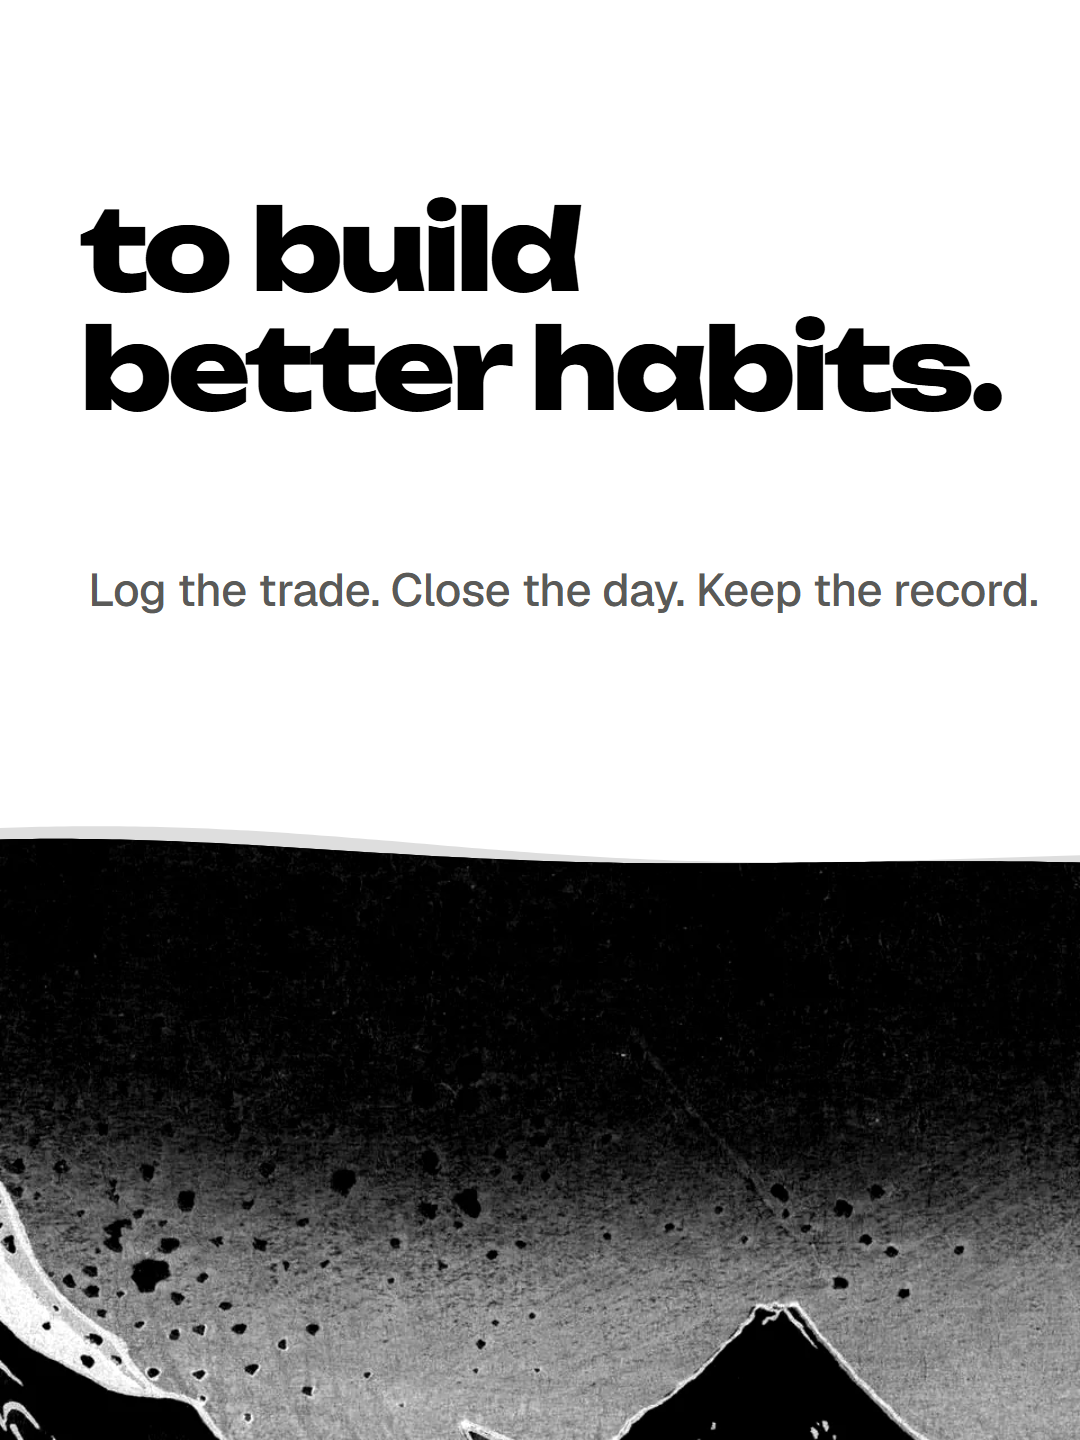 to build
better habits.
Log the trade. Close the day. Keep the record.